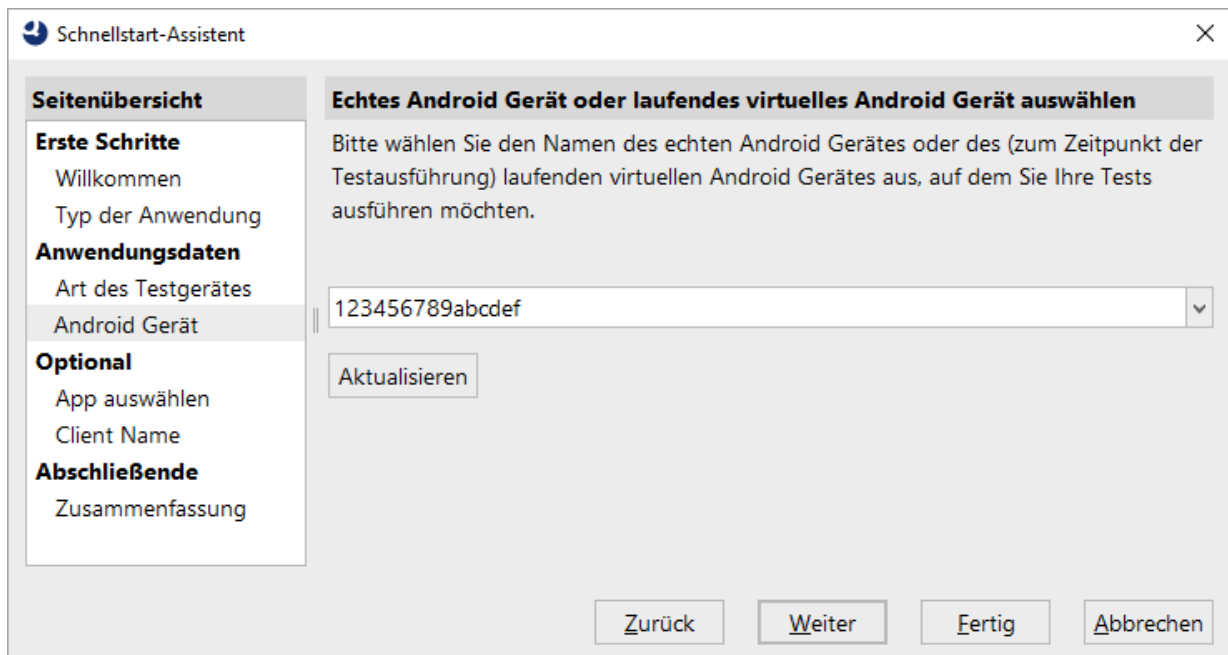 Schnellstart-Assistent
Seitenübersicht
Erste Schritte
Willkommen
Typ der Anwendung
Anwendungsdaten
Art des Testgerätes
Android Gerät
Optional
App auswählen
Client Name
Abschließende
Zusammenfassung
Echtes Android Gerät oder laufendes virtuelles Android Gerät auswählen
Bitte wählen Sie den Namen des echten Android Gerätes oder des (zum Zeitpunkt der
Testausführung) laufenden virtuellen Android Gerätes aus, auf dem Sie Ihre Tests
ausführen möchten.
123456789abcdef
Aktualisieren
Zurück
Weiter
Fertig
Abbrechen